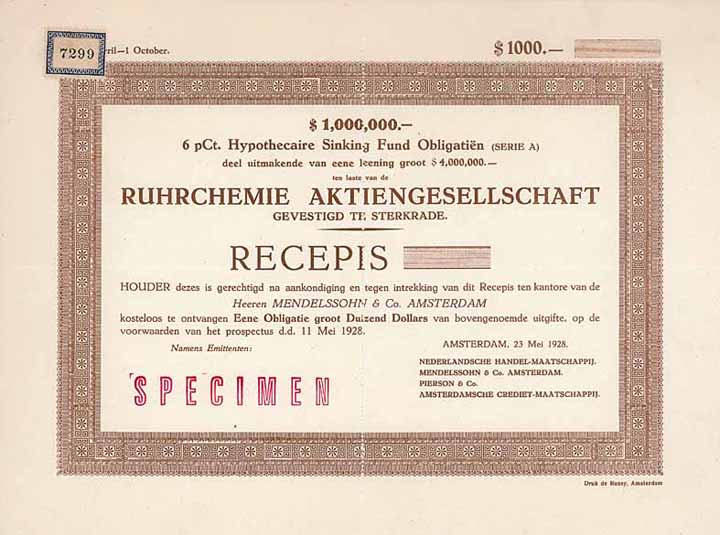 7299
—1 October.
$ 1000.—
$ 1,000,000.—
6 pCt. Hypothecaire Sinking Fund Obligatiën (SERIE A)
deel uitmakende van eene leening groot $ 4,000,000.—
ten laste van de
RUHRCHEMIE AKTIENGESELLSCHAFT
GEVESTIGD TE STERKRADE.
RECEPIS
HOUDER dezes is gerechtigd na aankondiging en tegen intrekking van dit Recepis ten kantore van de
Heeren MENDELSSOHN & Co. AMSTERDAM
kosteloos te ontvangen Eene Obligatie groot Duizend Dollars van bovengenoemde uitgifte, op de
voorwaarden van het prospectus d.d. 11 Mei 1928.
Namens Emittenten:
AMSTERDAM, 23 Mei 1928.
NEDERLANDSCHE HANDEL-MAATSCHAPPIJ.
MENDELSSOHN & Co. AMSTERDAM.
PIERSON & Co.
AMSTERDAMSCHE CREDIET-MAATSCHAPPIJ.
SPECIMEN
Druk de Bussy, Amsterdam